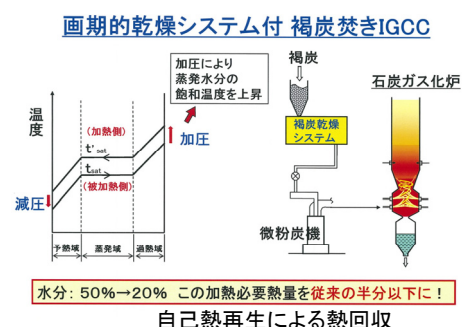 画期的乾燥システム付 褐炭焚きIGCC
加圧により
蒸発水分の
飽和温度を上昇
温度
(加熱側)
t'sat
tsat
(被加熱側)
加圧
減圧
予熱域
蒸発域
過熱域
褐炭
褐炭乾燥
システム
微粉炭機
石炭ガス化炉
水分: 50%→20% この加熱必要熱量を従来の半分以下に!
自己熱再生による熱回収